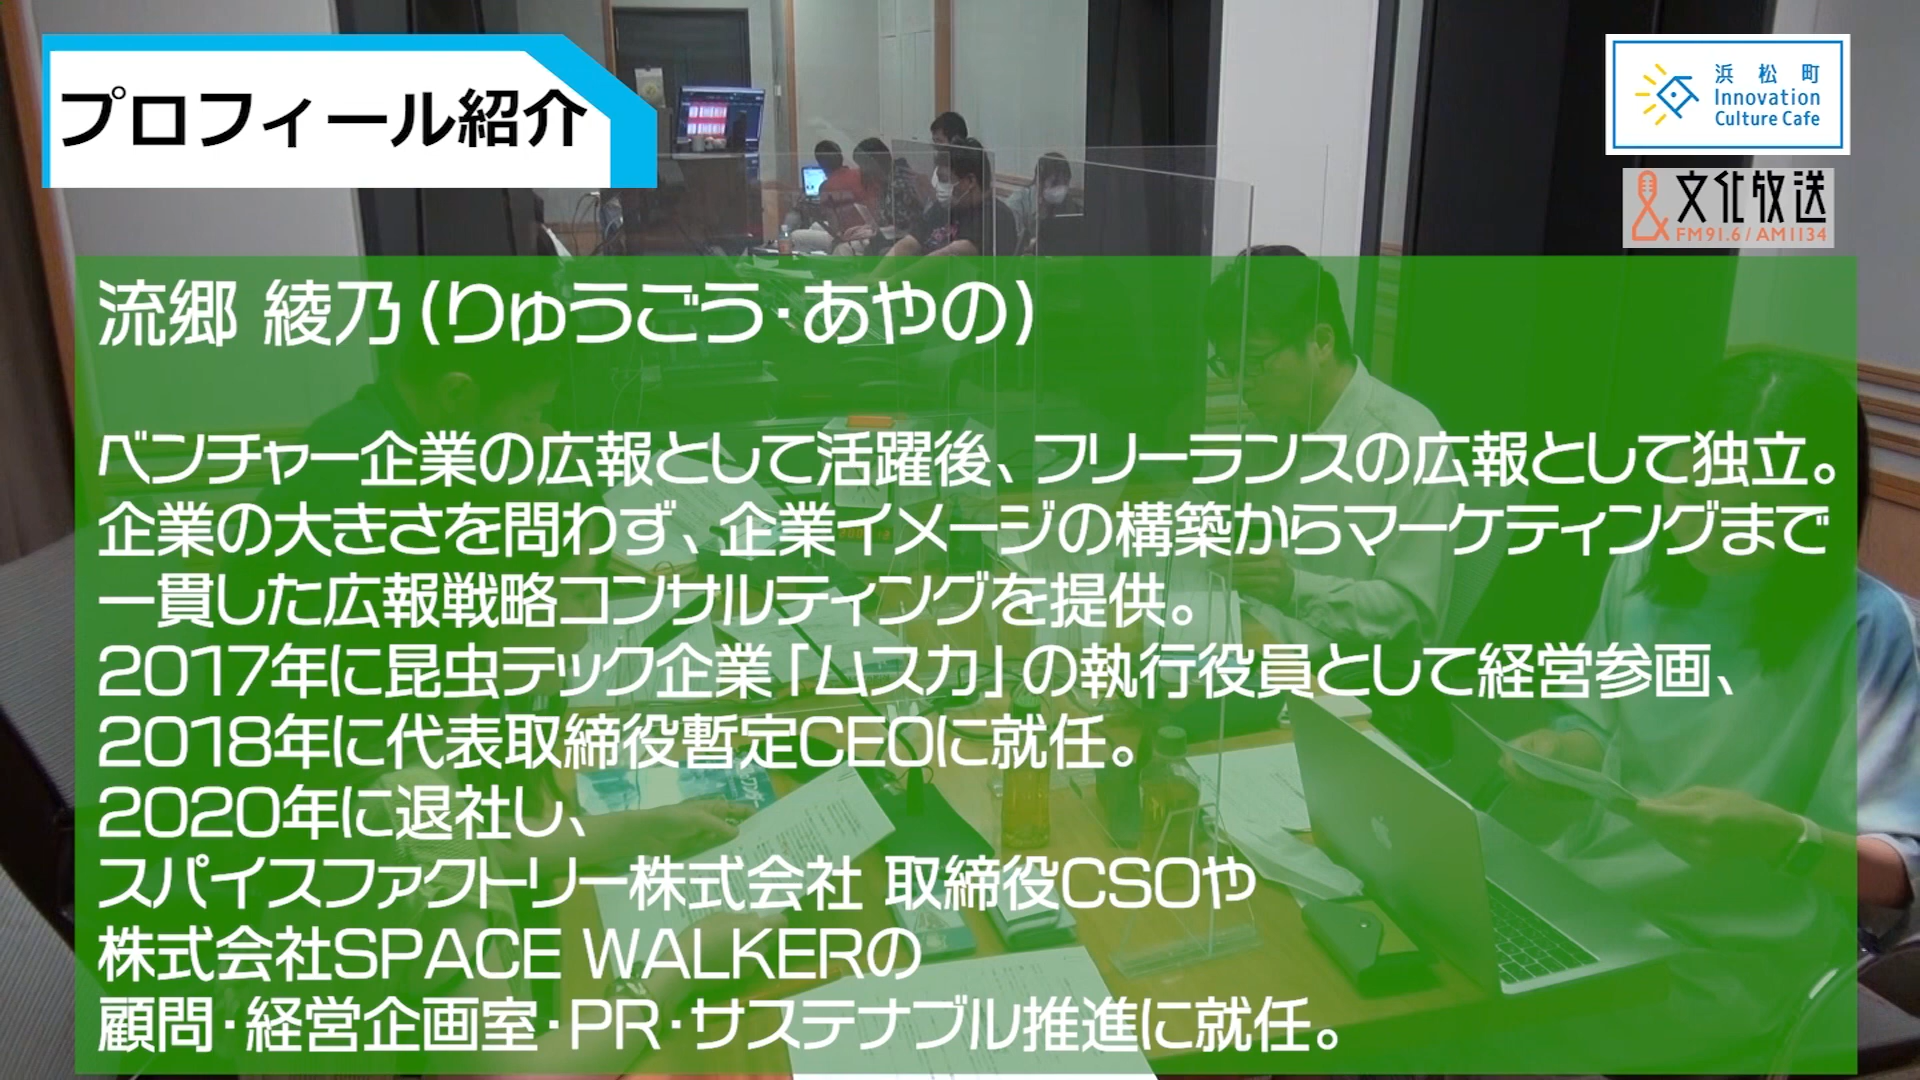 プロフィール紹介
浜松町
Innovation
Culture Cafe
文化放送
FM91.6/AM1134
流郷 綾乃(りゅうごう・あやの)
ベンチャー企業の広報として活躍後、フリーランスの広報として独立。
企業の大きさを問わず、企業イメージの構築からマーケティングまで
一貫した広報戦略コンサルティングを提供。
2017年に昆虫テック企業「ムスカ」の執行役員として経営参画、
2018年に代表取締役暫定CEOに就任。
2020年に退社し、
スパイスファクトリー株式会社 取締役CSOや
株式会社SPACE WALKERの
顧問・経営企画室・PR・サステナブル推進に就任。